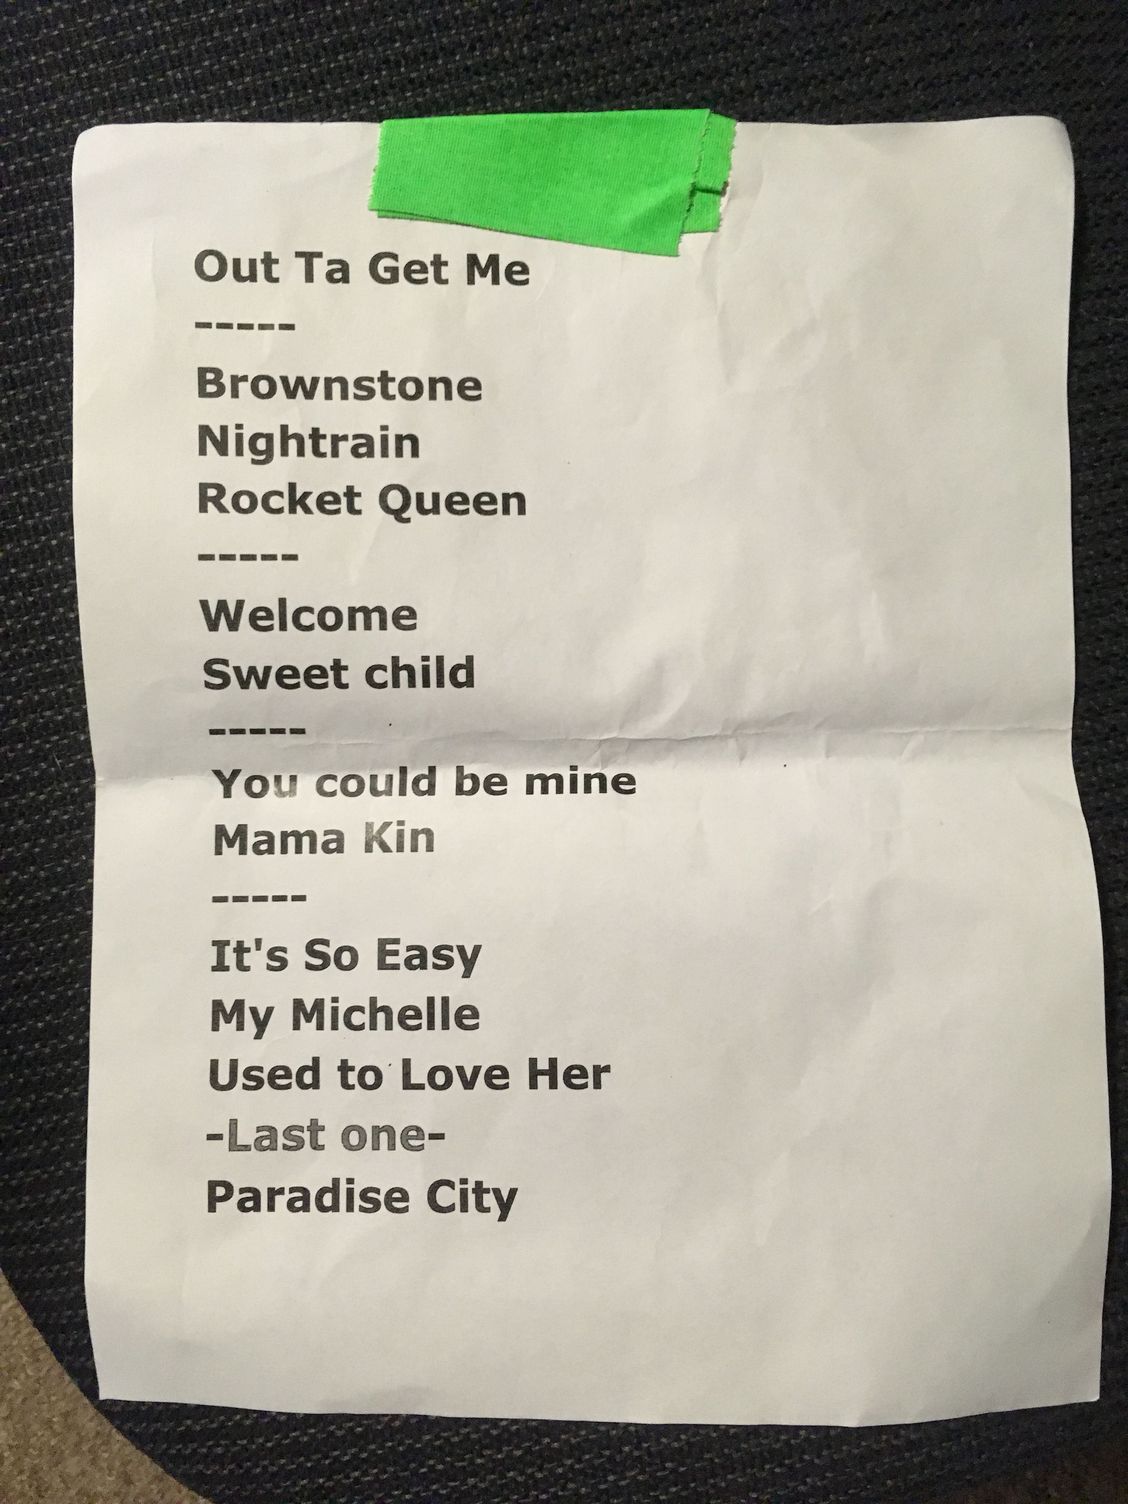 Out Ta Get Me
-----
Brownstone
Nightrain
Rocket Queen
-----
Welcome
Sweet child
-----
You could be mine
Mama Kin
-----
It's So Easy
My Michelle
Used to Love Her
-Last one-
Paradise City